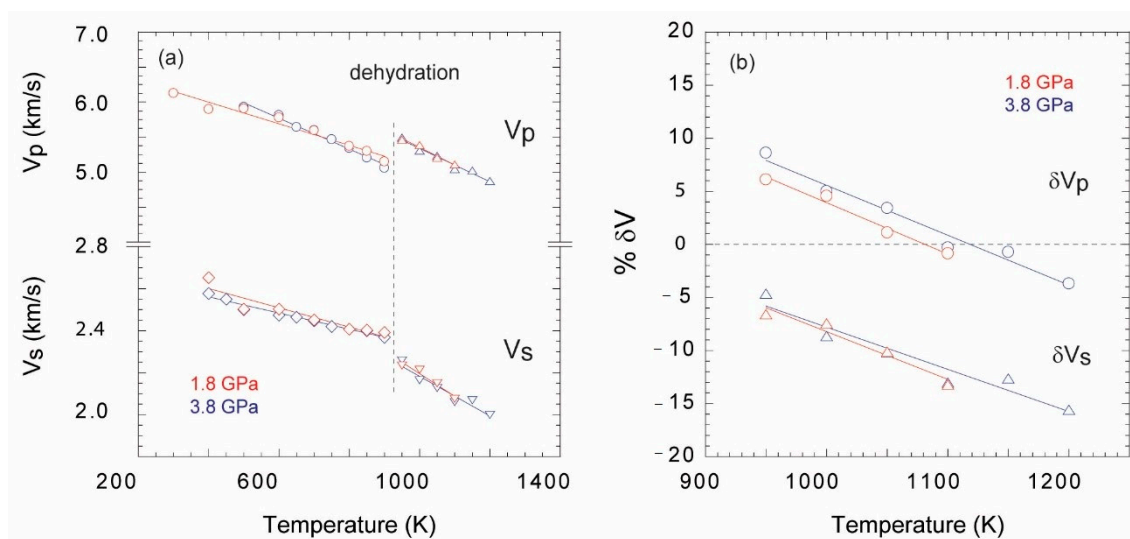 (a)
dehydration
Vp (km/s)
7.0
6.0
5.0
Vp
2.8
2.4
2.0
Vs (km/s)
Vs
1.8 GPa
3.8 GPa
200
600
1000
1400
Temperature (K)
(b)
1.8 GPa
3.8 GPa
% δV
20
15
10
5
0
- 5
- 10
- 15
- 20
δVp
δVs
900
1000
1100
1200
Temperature (K)